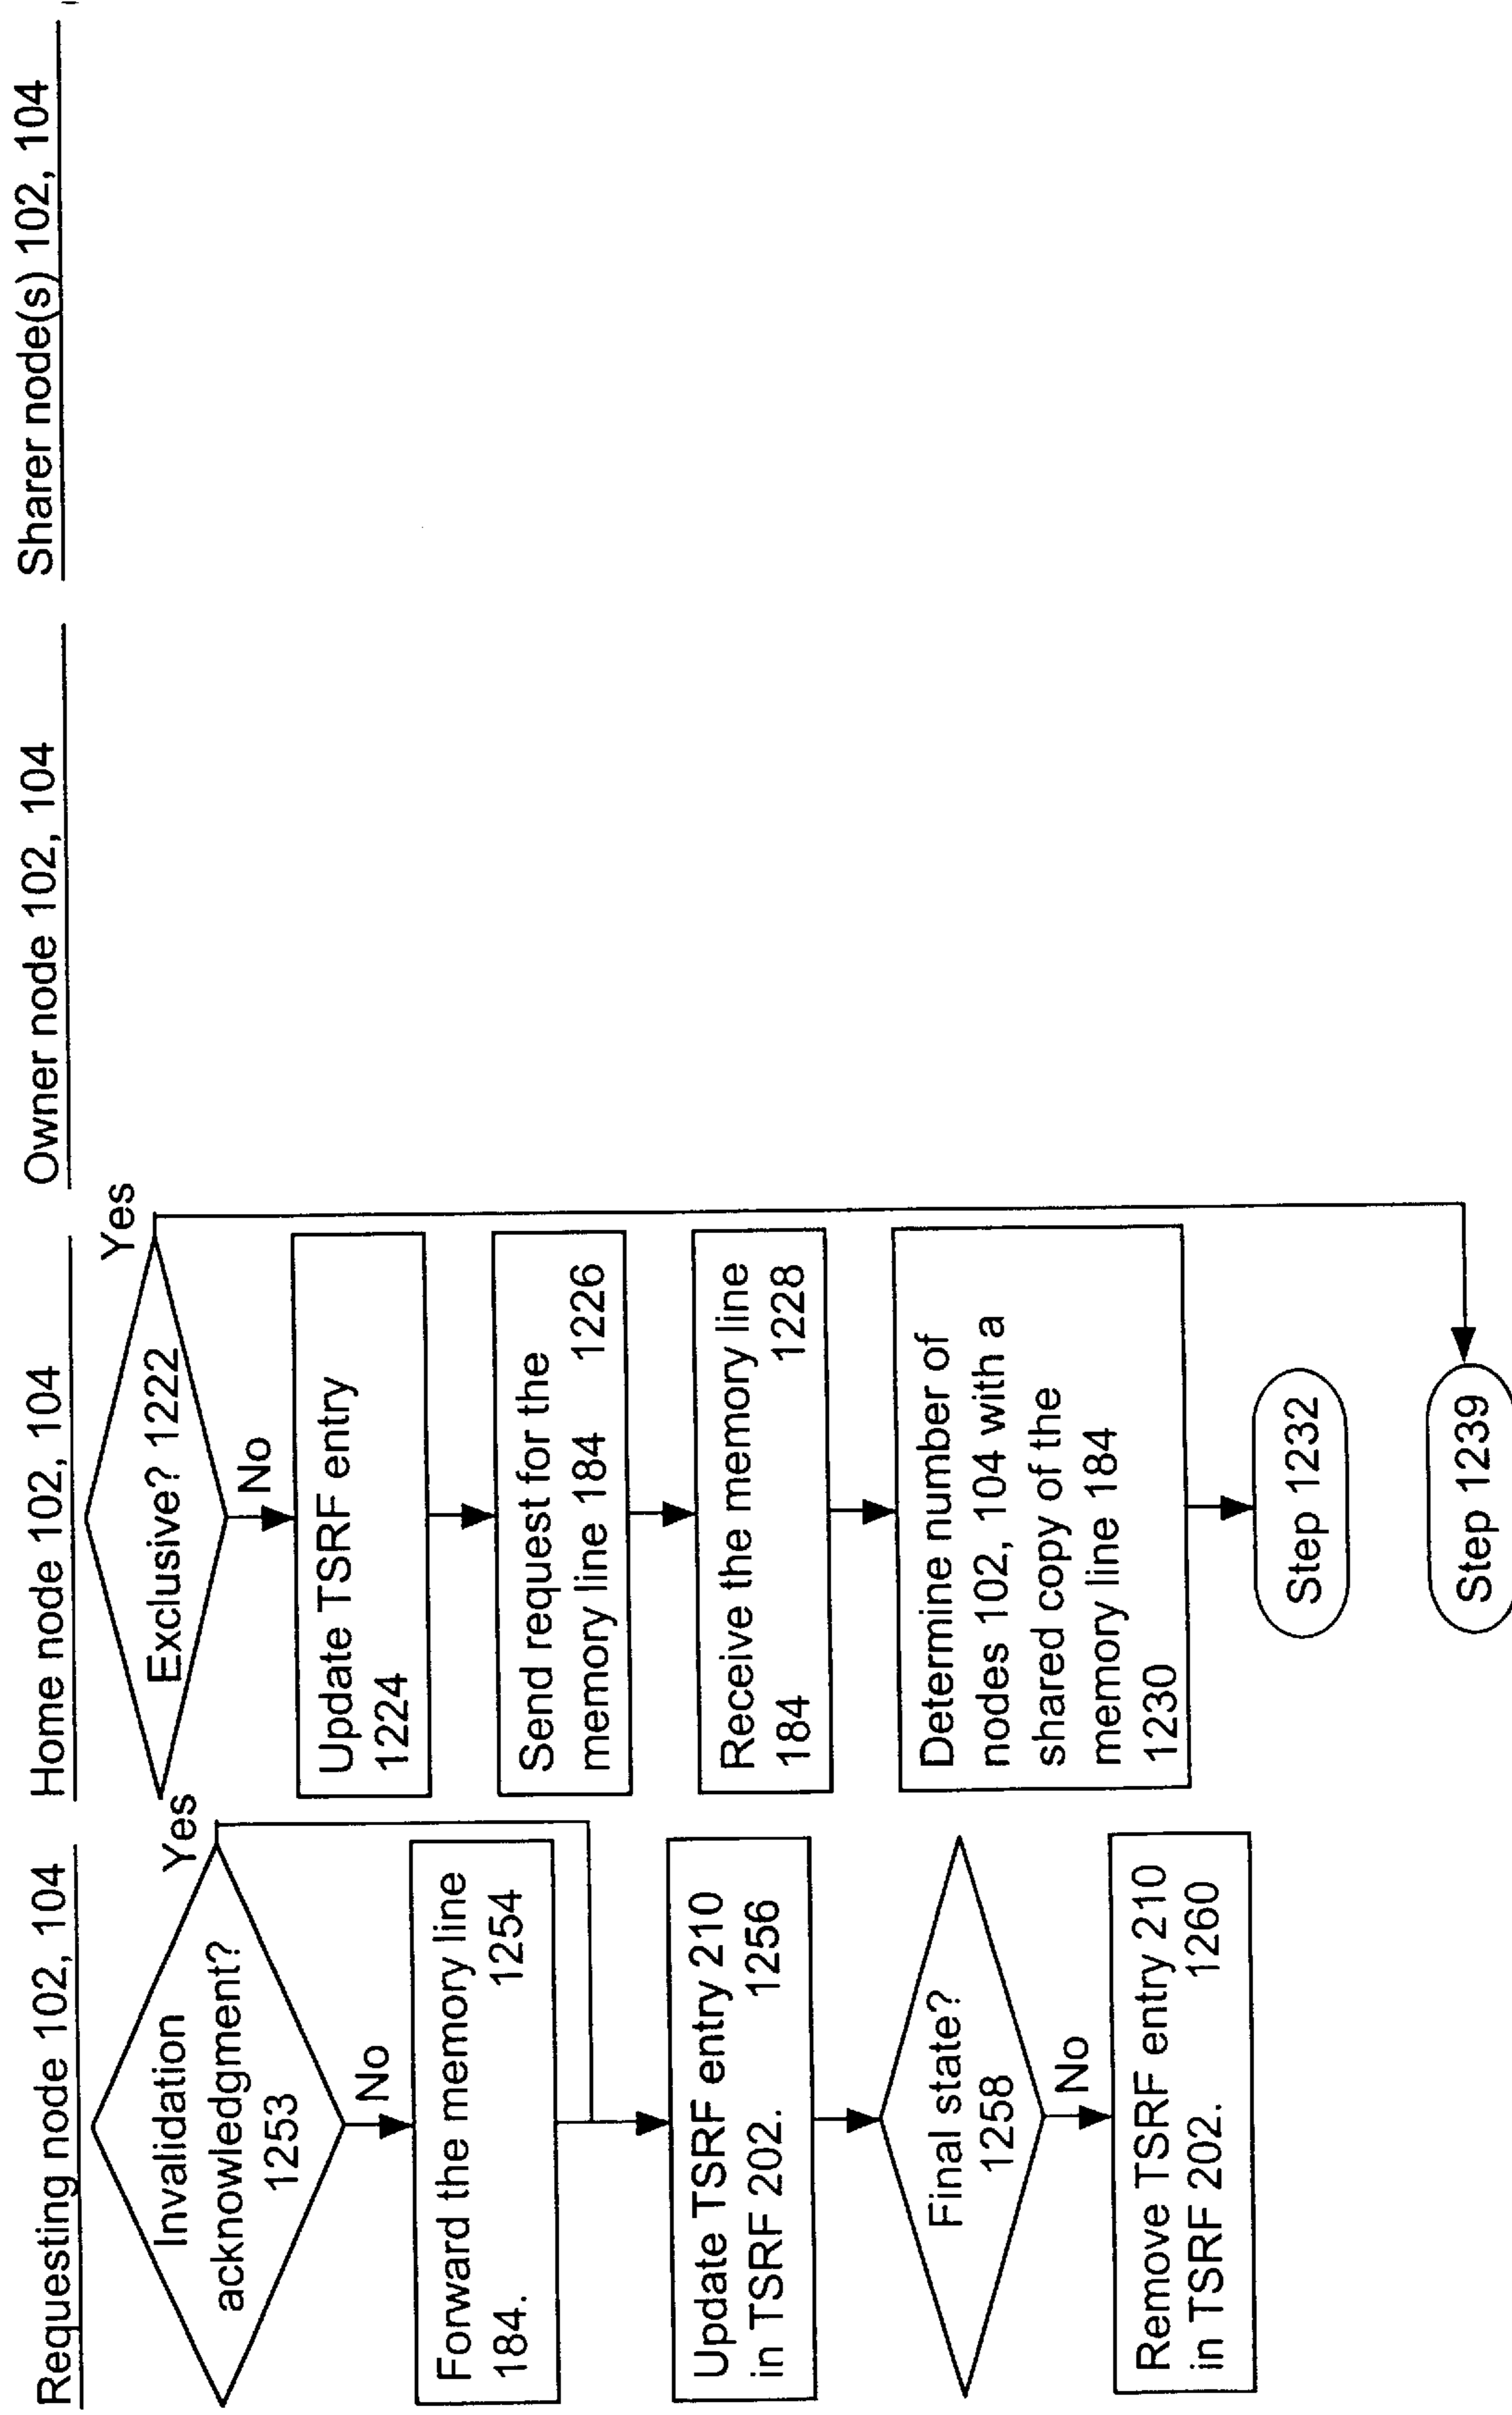 Requesting node 102, 104
Home node 102, 104
Owner node 102, 104
Sharer node(s) 102, 104
Invalidation
acknowledgment?
1253
Yes
No
Forward the memory line
184. 1254
Update TSRF entry 210
in TSRF 202. 1256
Final state?
1258
No
Remove TSRF entry 210
in TSRF 202. 1260
Exclusive? 1222
Yes
No
Update TSRF entry
1224
Send request for the
memory line 184 1226
Receive the memory line
184 1228
Determine number of
nodes 102, 104 with a
shared copy of the
memory line 184
1230
Step 1232
Step 1239